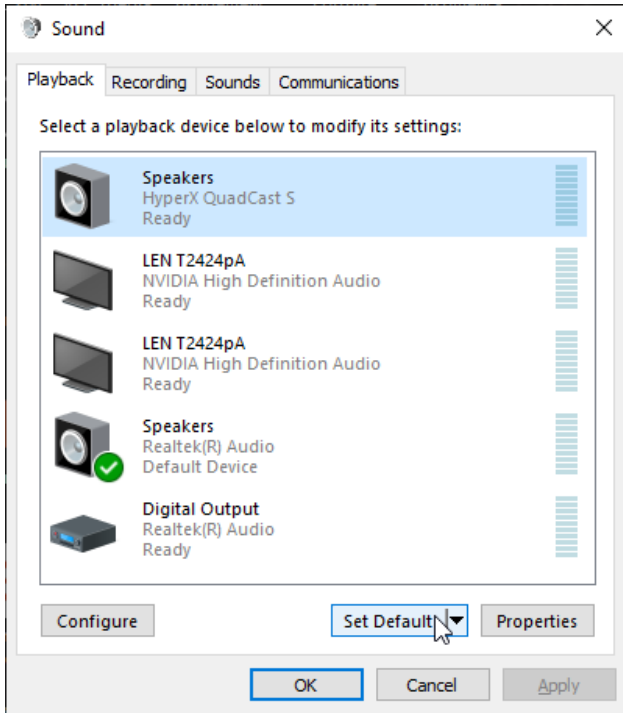 Sound
Playback Recording Sounds Communications
Select a playback device below to modify its settings:
Speakers
HyperX QuadCast S
Ready
LEN T2424pA
NVIDIA High Definition Audio
Ready
LEN T2424pA
NVIDIA High Definition Audio
Ready
Speakers
Realtek(R) Audio
Default Device
Digital Output
Realtek(R) Audio
Ready
Configure Set Default Properties
OK Cancel Apply